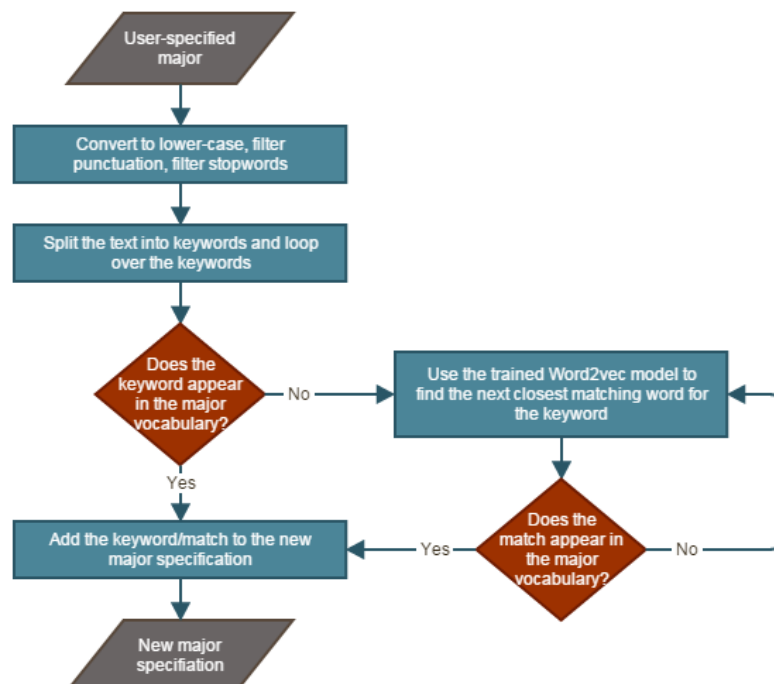 User-specified
major
Convert to lower-case, filter
punctuation, filter stopwords
Split the text into keywords and loop
over the keywords
Does the
keyword appear
in the major
vocabulary?
No
Use the trained Word2vec model to
find the next closest matching word for
the keyword
Yes
Does the
match appear
in the major
vocabulary?
Yes
No
Add the keyword/match to the new
major specification
New major
specifiation